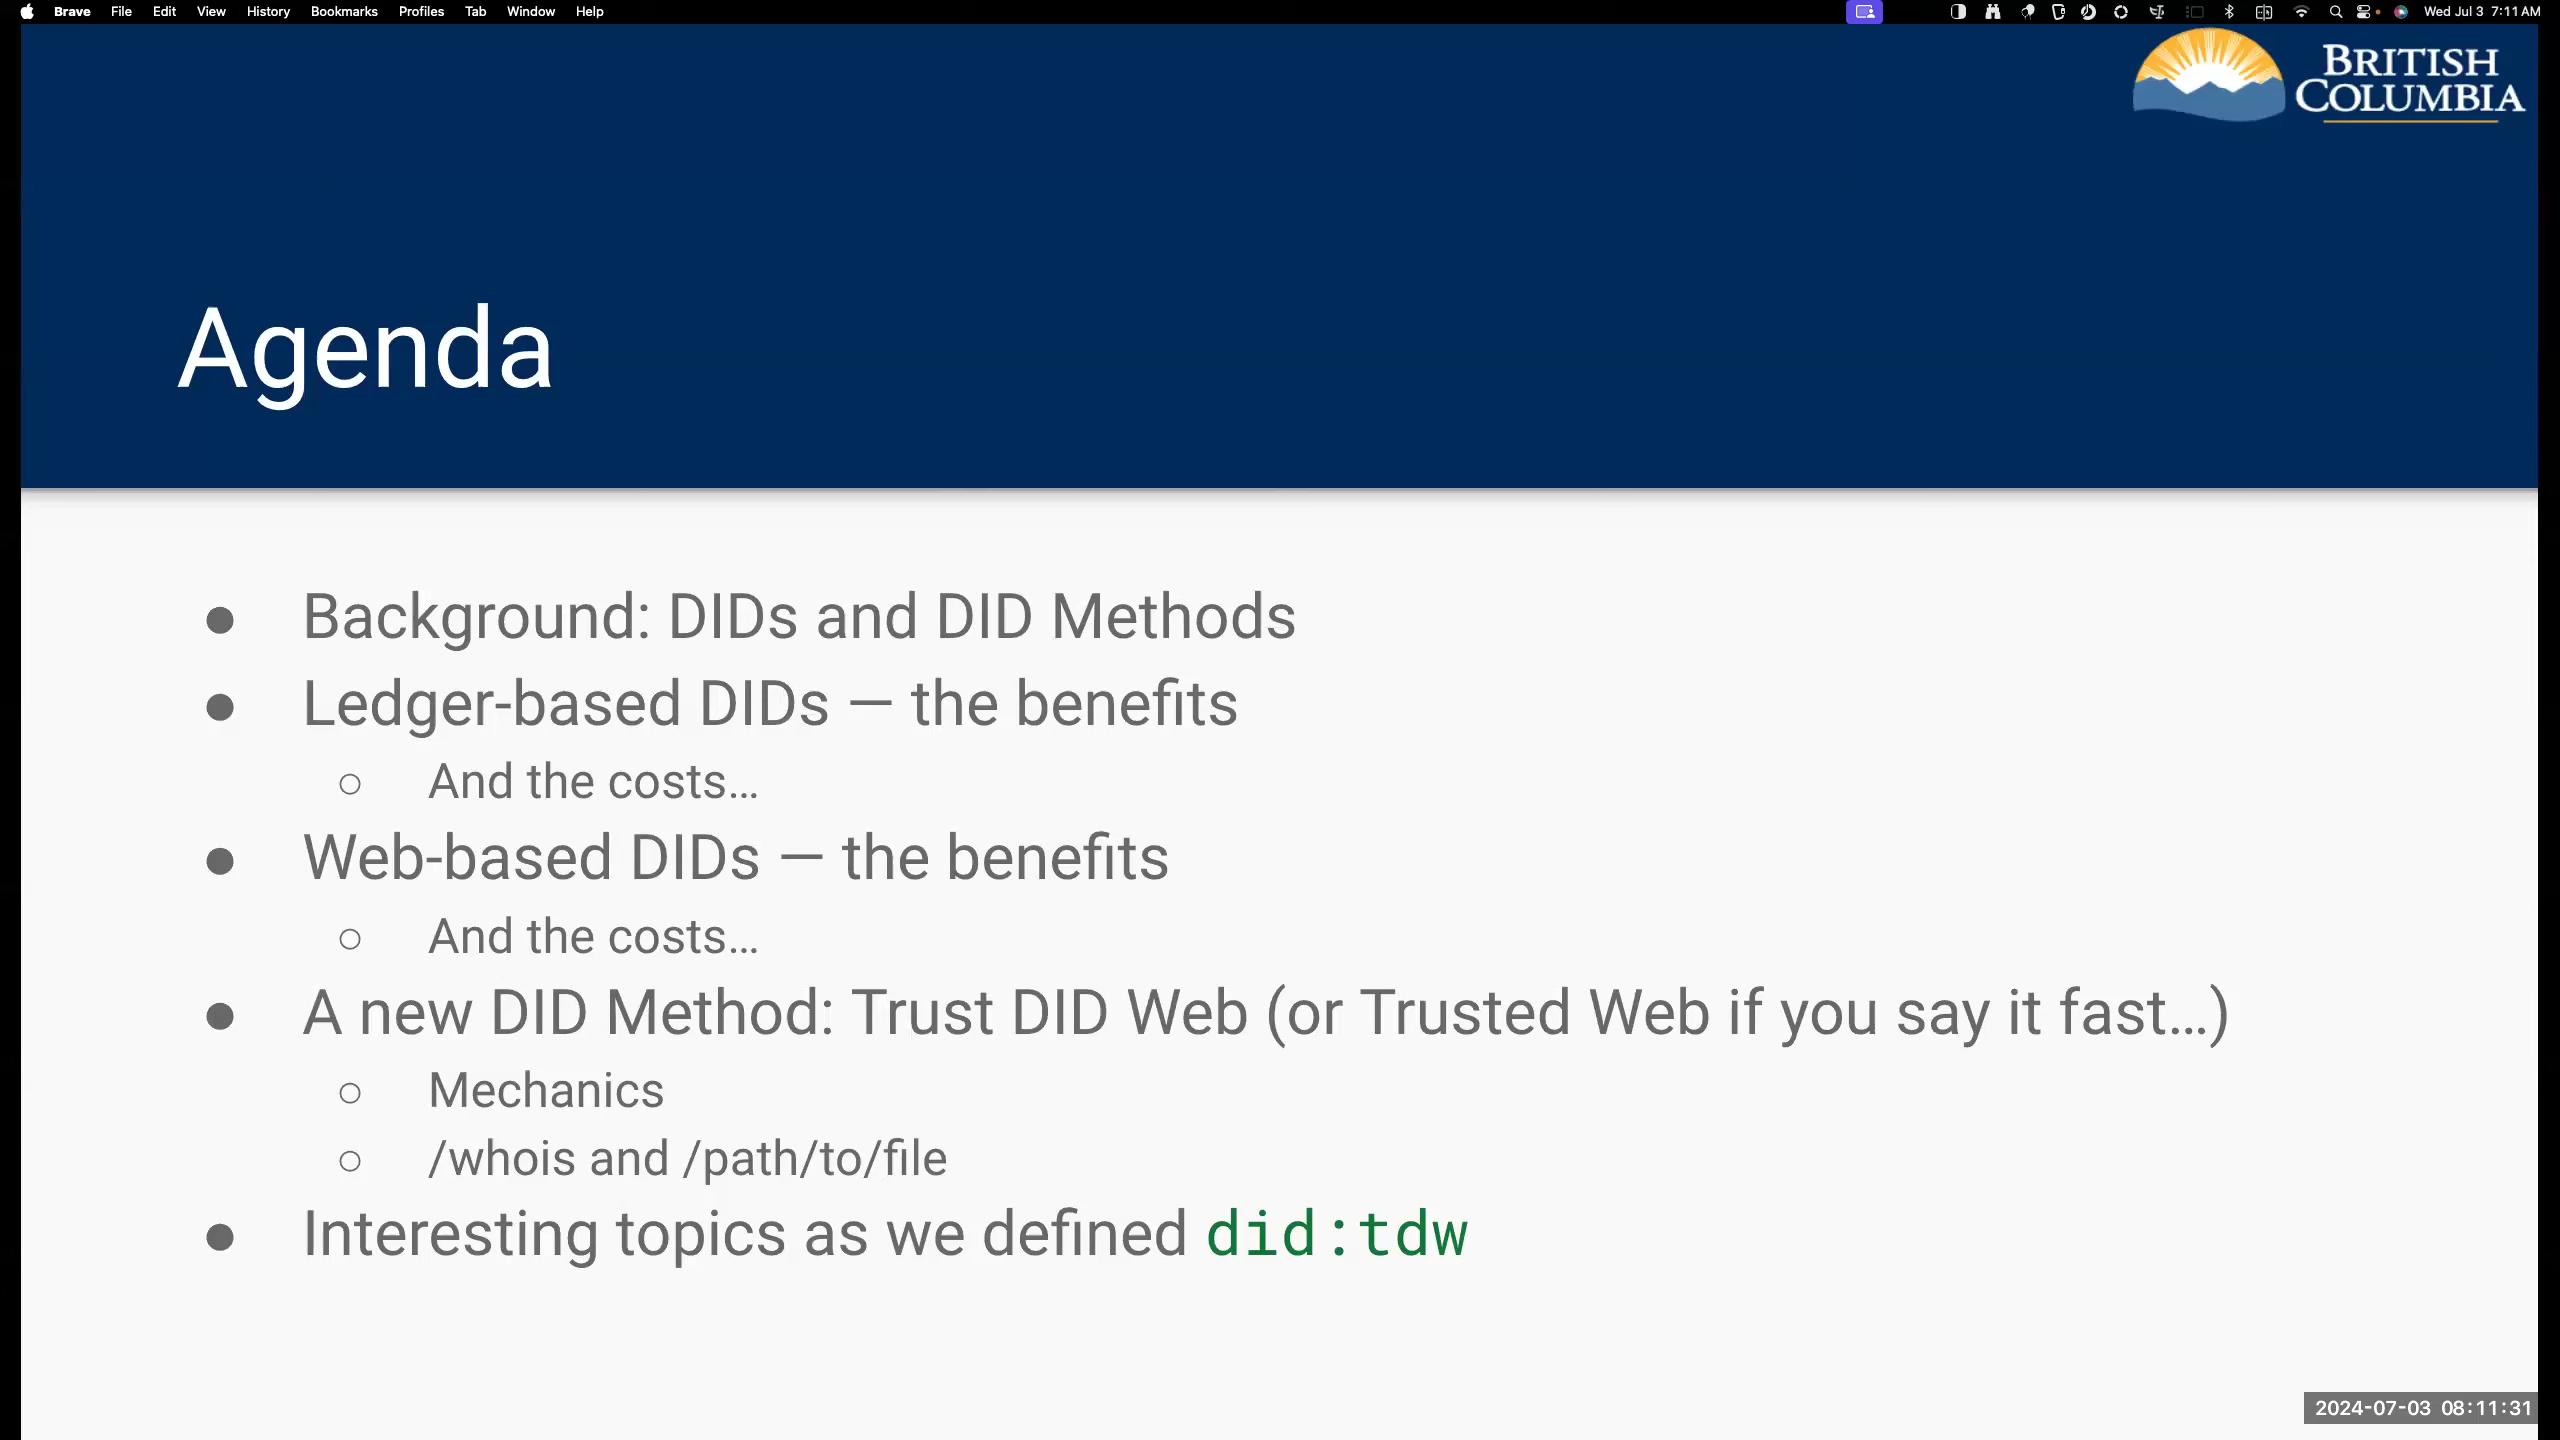 Brave File Edit View History Bookmarks Profiles Tab Window Help Wed Jul 3 7:11 AM
BRITISH
COLUMBIA
Agenda
● Background: DIDs and DID Methods
● Ledger-based DIDs — the benefits
○ And the costs…
● Web-based DIDs — the benefits
○ And the costs…
● A new DID Method: Trust DID Web (or Trusted Web if you say it fast…)
○ Mechanics
○ /whois and /path/to/file
● Interesting topics as we defined did:tdw
2024-07-03 08:11:31